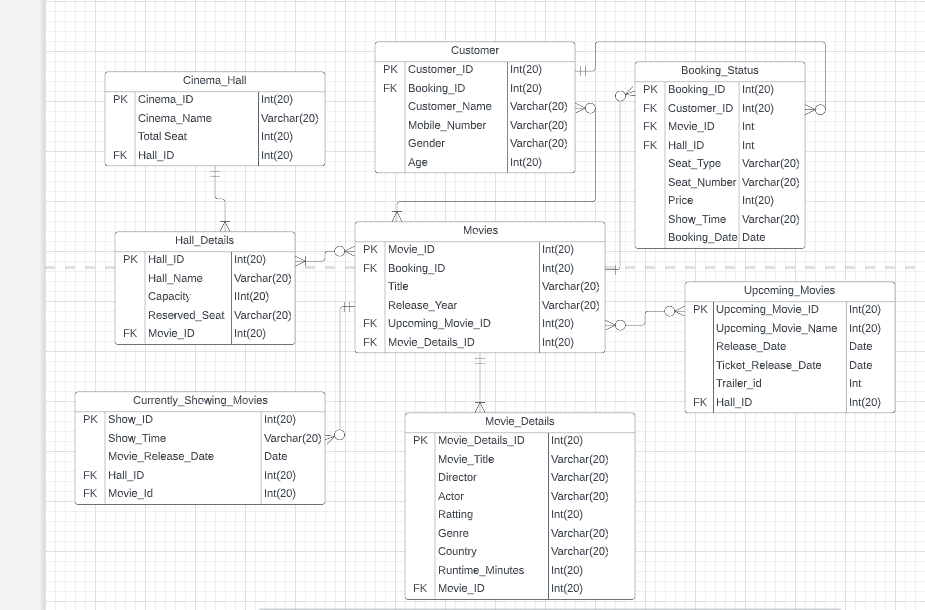 Customer
PK Customer_ID Int(20)
FK Booking_ID Int(20)
Customer_Name Varchar(20)
Mobile_Number Varchar(20)
Gender Varchar(20)
Age Int(20)
Booking_Status
PK Booking_ID Int(20)
FK Customer_ID Int(20)
FK Movie_ID Int
FK Hall_ID Int
Seat_Type Varchar(20)
Seat_Number Varchar(20)
Price Int(20)
Show_Time Varchar(20)
Booking_Date Date
Cinema_Hall
PK Cinema_ID Int(20)
Cinema_Name Varchar(20)
Total Seat Int(20)
FK Hall_ID Int(20)
Hall_Details
PK Hall_ID Int(20)
Hall_Name Varchar(20)
Capacity IInt(20)
Reserved_Seat Varchar(20)
FK Movie_ID Int(20)
Movies
PK Movie_ID Int(20)
FK Booking_ID Int(20)
Title Varchar(20)
Release_Year Varchar(20)
FK Upcoming_Movie_ID Int(20)
FK Movie_Details_ID Int(20)
Upcoming_Movies
PK Upcoming_Movie_ID Int(20)
Upcoming_Movie_Name Int(20)
Release_Date Date
Ticket_Release_Date Date
Trailer_id Int
FK Hall_ID Int(20)
Currently_Showing_Movies
PK Show_ID Int(20)
Show_Time Varchar(20)
Movie_Release_Date Date
FK Hall_ID Int(20)
FK Movie_Id Int(20)
Movie_Details
PK Movie_Details_ID Int(20)
Movie_Title Varchar(20)
Director Varchar(20)
Actor Varchar(20)
Ratting Int(20)
Genre Varchar(20)
Country Varchar(20)
Runtime_Minutes Int(20)
FK Movie_ID Int(20)